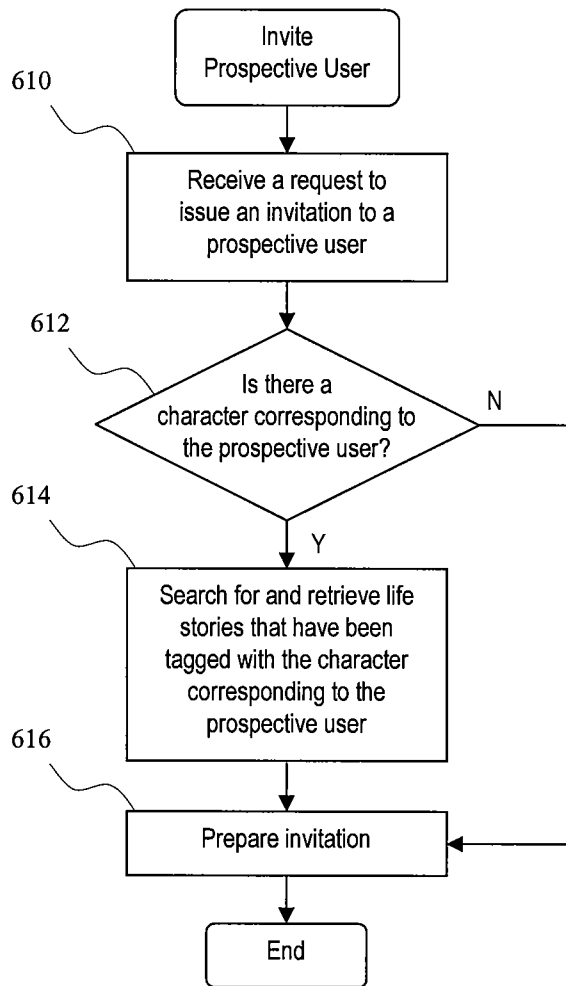 Invite
Prospective User
610
Receive a request to
issue an invitation to a
prospective user
612
Is there a
character corresponding to
the prospective user?
N
Y
614
Search for and retrieve life
stories that have been
tagged with the character
corresponding to the
prospective user
616
Prepare invitation
End